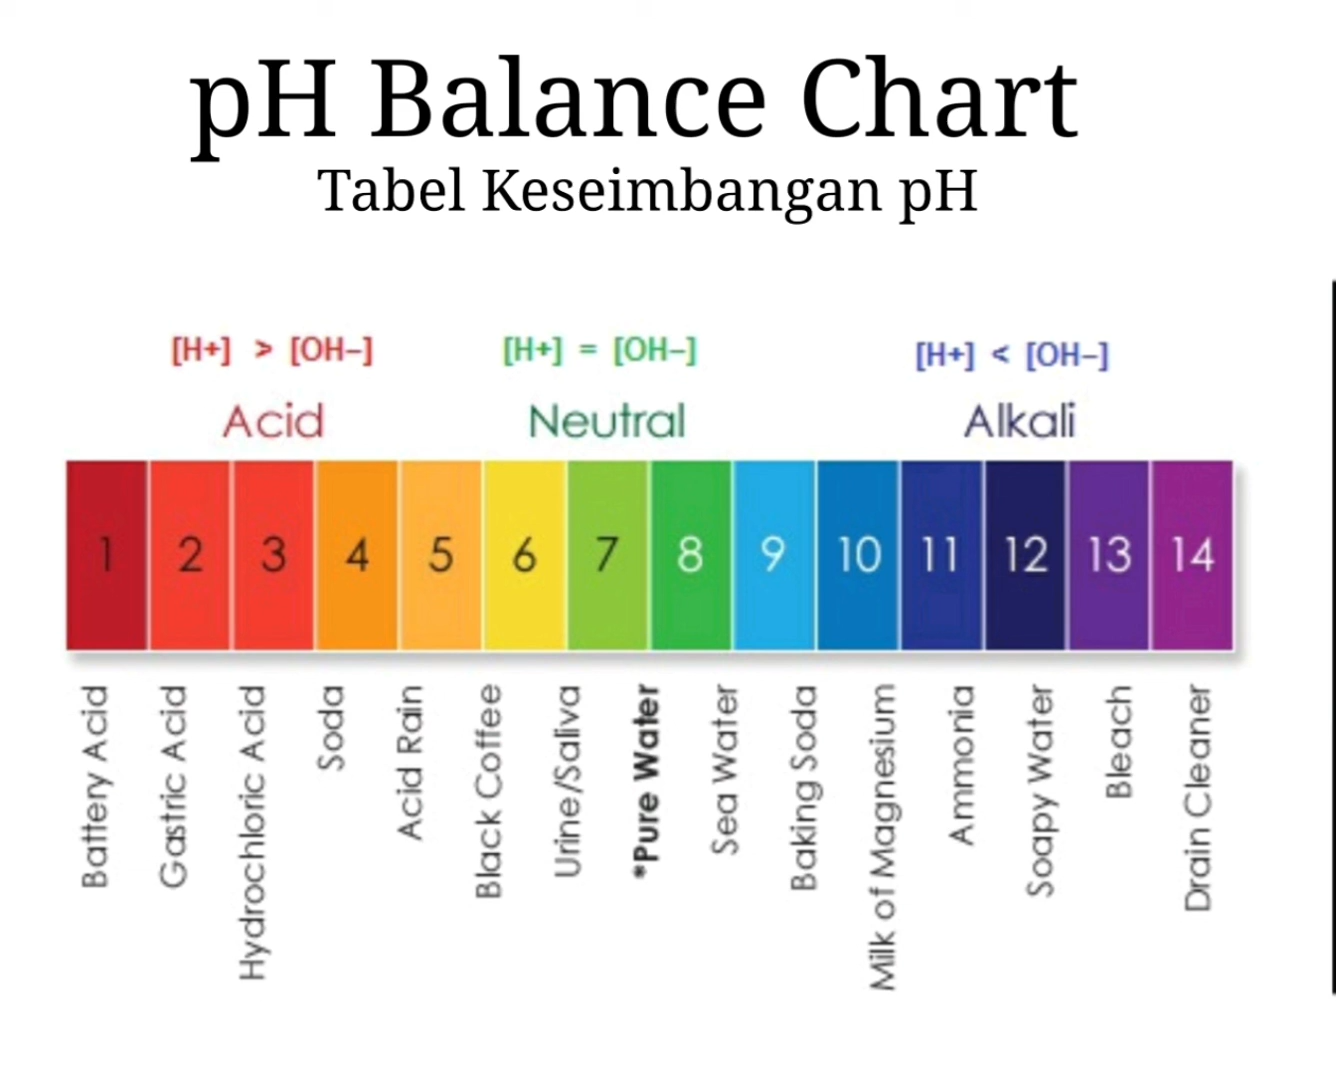 pH Balance Chart
Tabel Keseimbangan pH
[H+] > [OH–]
[H+] = [OH–]
[H+] < [OH–]
Acid
Neutral
Alkali
1 2 3 4 5 6 7 8 9 10 11 12 13 14
Battery Acid
Gastric Acid
Hydrochloric Acid
Soda
Acid Rain
Black Coffee
Urine/Saliva
*Pure Water
Sea Water
Baking Soda
Milk of Magnesium
Ammonia
Soapy Water
Bleach
Drain Cleaner